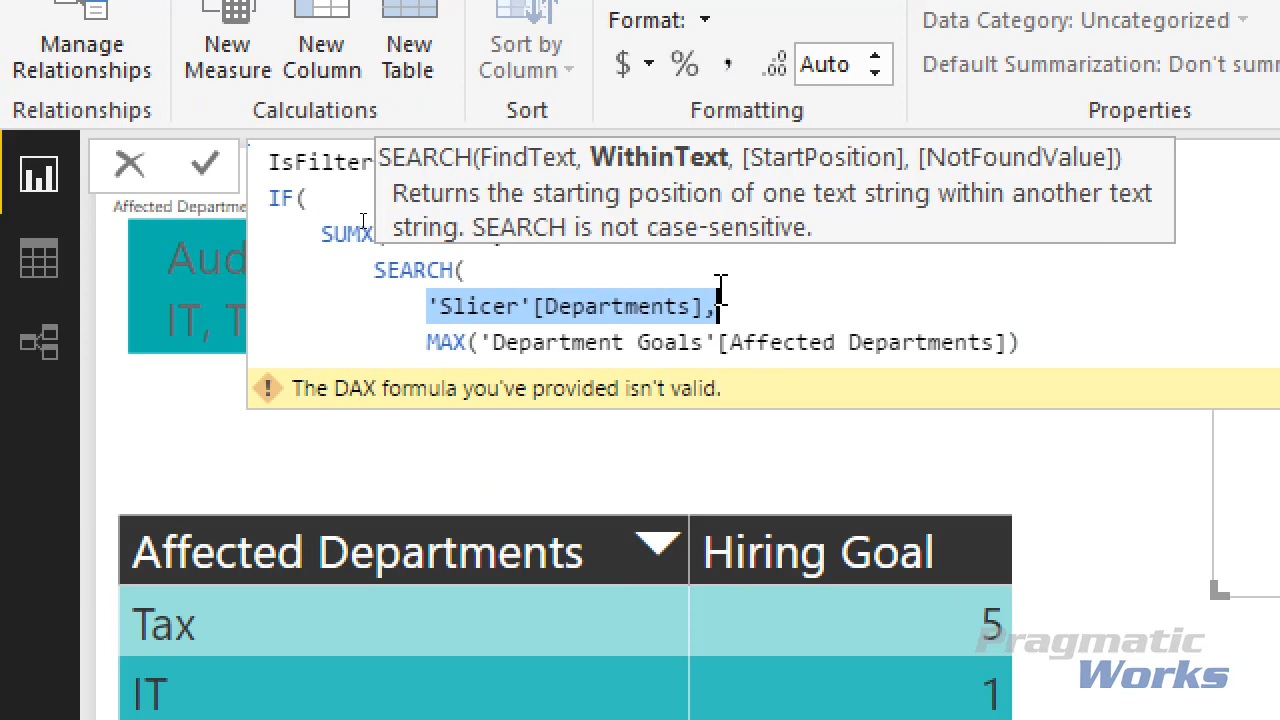 Manage Relationships
New Measure
New Column
New Table
Sort by Column
Format:
$ % , .00 Auto
Data Category: Uncategorized
Default Summarization: Don't sum
Relationships
Calculations
Sort
Formatting
Properties
IsFilter
SEARCH(FindText, WithinText, [StartPosition], [NotFoundValue])
Returns the starting position of one text string within another text
string. SEARCH is not case-sensitive.
IF(
SUMX
SEARCH(
'Slicer'[Departments],
MAX('Department Goals'[Affected Departments])
The DAX formula you've provided isn't valid.
Affected Departme
Aud
IT, T
Affected Departments Hiring Goal
Tax 5
IT 1
Pragmatic
Works